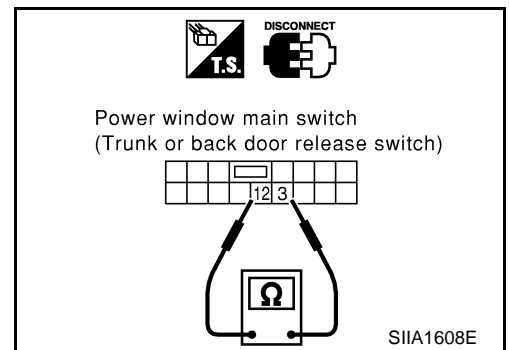 DISCONNECT
T.S.
Power window main switch
(Trunk or back door release switch)
12 3
Ω
SIIA1608E